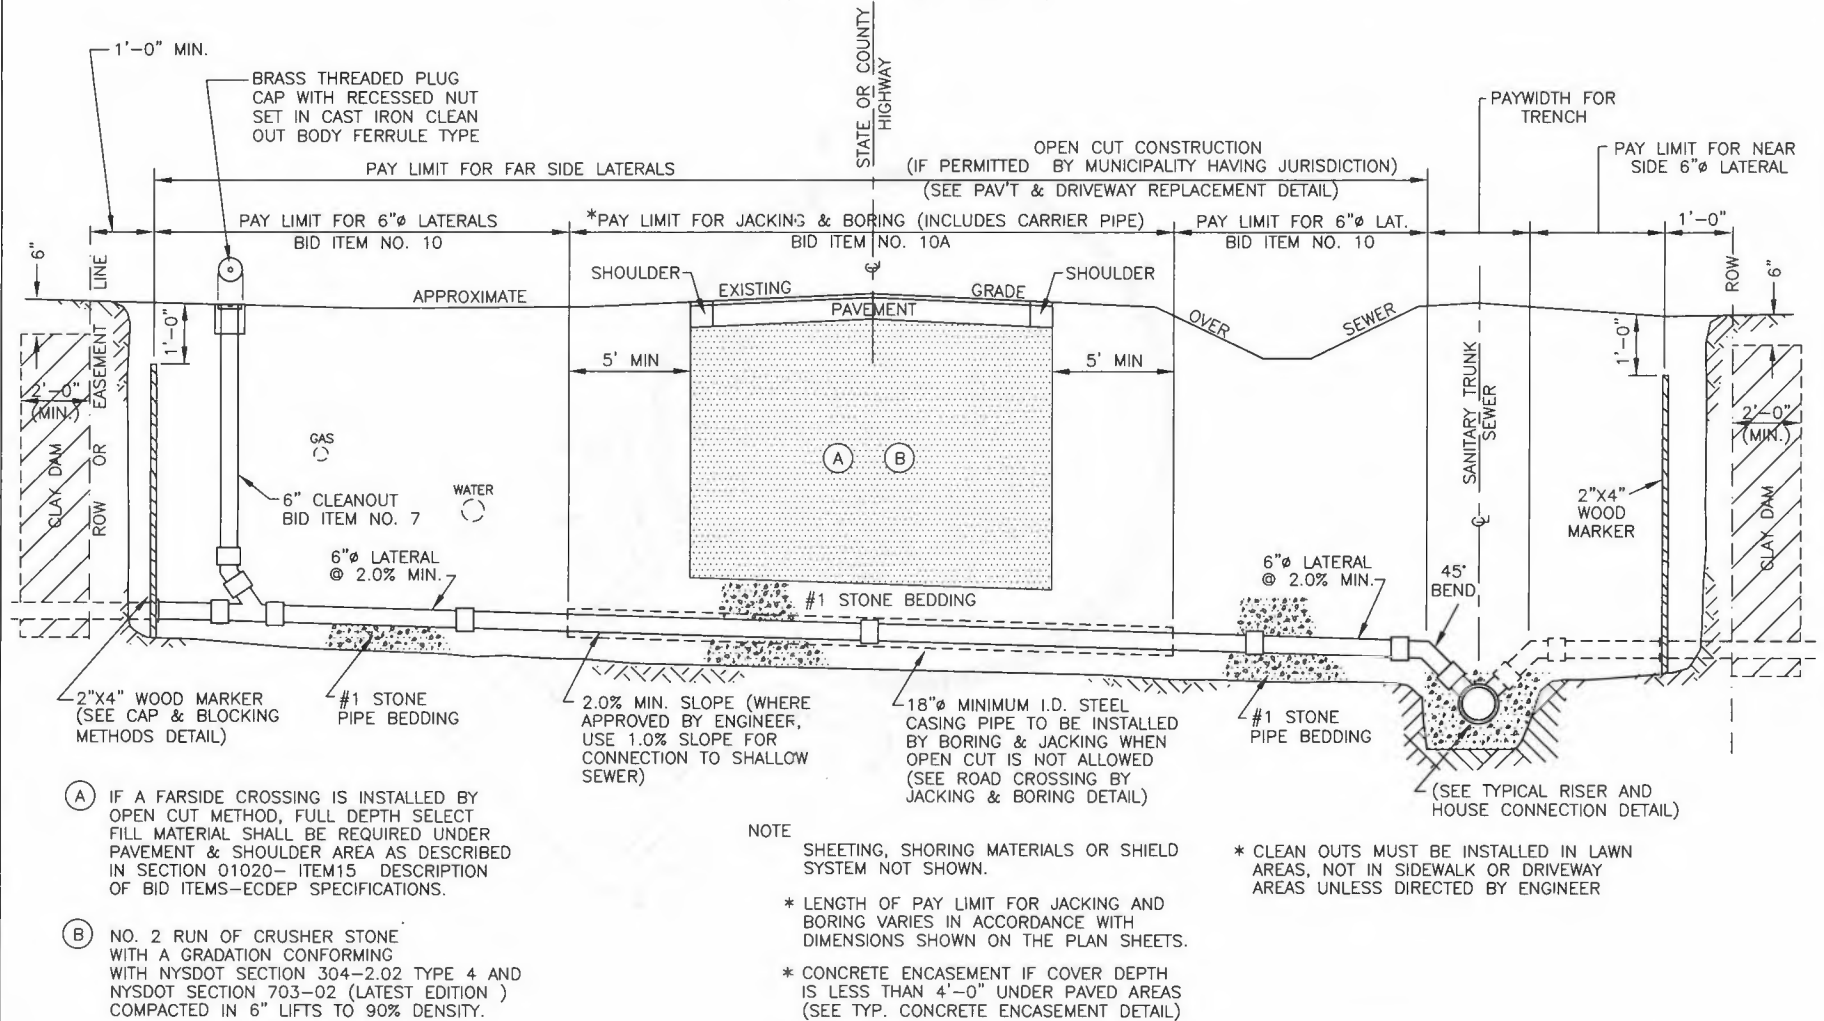 1'-0" MIN.
BRASS THREADED PLUG
CAP WITH RECESSED NUT
SET IN CAST IRON CLEAN
OUT BODY FERRULE TYPE
STATE OR COUNTY
HIGHWAY
PAYWIDTH FOR
TRENCH
OPEN CUT CONSTRUCTION
(IF PERMITTED BY MUNICIPALITY HAVING JURISDICTION)
(SEE PAV'T & DRIVEWAY REPLACEMENT DETAIL)
PAY LIMIT FOR NEAR
SIDE 6"ø LATERAL
PAY LIMIT FOR FAR SIDE LATERALS
PAY LIMIT FOR 6"ø LATERALS
BID ITEM NO. 10
*PAY LIMIT FOR JACKING & BORING (INCLUDES CARRIER PIPE)
BID ITEM NO. 10A
PAY LIMIT FOR 6"ø LAT.
BID ITEM NO. 10
1'-0"
6"
ROW OR EASEMENT LINE
SHOULDER
SHOULDER
℄
ROW
6"
APPROXIMATE
EXISTING
GRADE
PAVEMENT
OVER
SEWER
1'-0"
5' MIN
5' MIN
1'-0"
2'-0"
(MIN.)
CLAY DAM
SANITARY TRUNK
SEWER
℄
2'-0"
(MIN.)
CLAY DAM
GAS
A
B
WATER
6" CLEANOUT
BID ITEM NO. 7
2"X4"
WOOD
MARKER
6"ø LATERAL
@ 2.0% MIN.
6"ø LATERAL
@ 2.0% MIN.
45°
BEND
#1 STONE BEDDING
2"X4" WOOD MARKER
(SEE CAP & BLOCKING
METHODS DETAIL)
#1 STONE
PIPE BEDDING
2.0% MIN. SLOPE (WHERE
APPROVED BY ENGINEER,
USE 1.0% SLOPE FOR
CONNECTION TO SHALLOW
SEWER)
18"ø MINIMUM I.D. STEEL
CASING PIPE TO BE INSTALLED
BY BORING & JACKING WHEN
OPEN CUT IS NOT ALLOWED
(SEE ROAD CROSSING BY
JACKING & BORING DETAIL)
#1 STONE
PIPE BEDDING
(SEE TYPICAL RISER AND
HOUSE CONNECTION DETAIL)
A IF A FARSIDE CROSSING IS INSTALLED BY
OPEN CUT METHOD, FULL DEPTH SELECT
FILL MATERIAL SHALL BE REQUIRED UNDER
PAVEMENT & SHOULDER AREA AS DESCRIBED
IN SECTION 01020- ITEM15 DESCRIPTION
OF BID ITEMS-ECDEP SPECIFICATIONS.
B NO. 2 RUN OF CRUSHER STONE
WITH A GRADATION CONFORMING
WITH NYSDOT SECTION 304-2.02 TYPE 4 AND
NYSDOT SECTION 703-02 (LATEST EDITION )
COMPACTED IN 6" LIFTS TO 90% DENSITY.
NOTE
SHEETING, SHORING MATERIALS OR SHIELD
SYSTEM NOT SHOWN.
* LENGTH OF PAY LIMIT FOR JACKING AND
BORING VARIES IN ACCORDANCE WITH
DIMENSIONS SHOWN ON THE PLAN SHEETS.
* CONCRETE ENCASEMENT IF COVER DEPTH
IS LESS THAN 4'-0" UNDER PAVED AREAS
(SEE TYP. CONCRETE ENCASEMENT DETAIL)
* CLEAN OUTS MUST BE INSTALLED IN LAWN
AREAS, NOT IN SIDEWALK OR DRIVEWAY
AREAS UNLESS DIRECTED BY ENGINEER